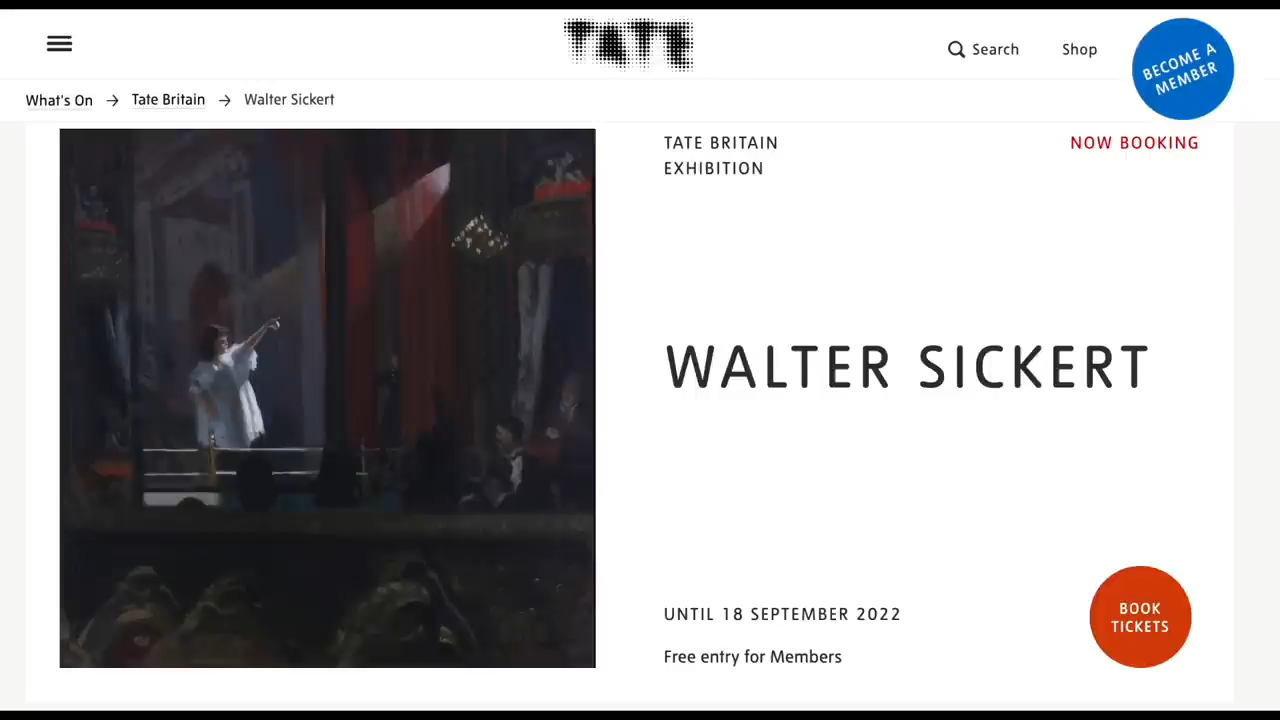 TATE
Search
Shop
BECOME A
MEMBER
What's On → Tate Britain → Walter Sickert
TATE BRITAIN
EXHIBITION
NOW BOOKING
WALTER SICKERT
UNTIL 18 SEPTEMBER 2022
Free entry for Members
BOOK
TICKETS